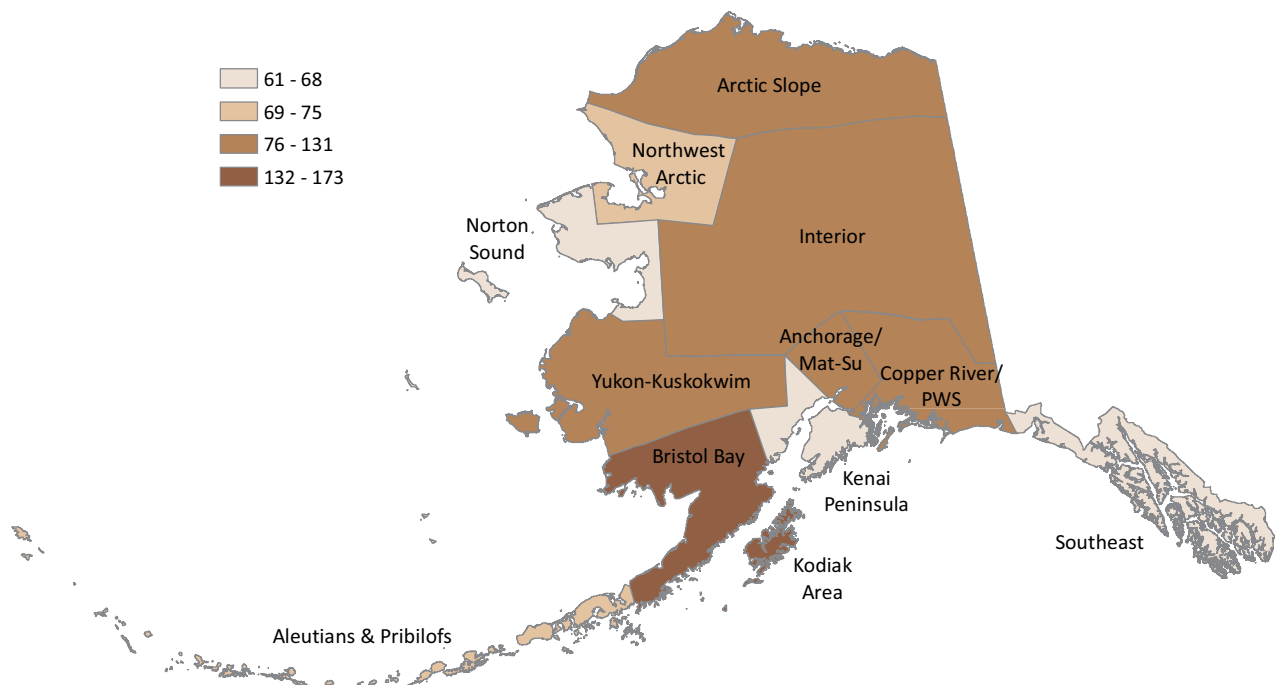 61 - 68
69 - 75
76 - 131
132 - 173
Arctic Slope
Northwest
Arctic
Norton
Sound
Interior
Anchorage/
Mat-Su
Copper River/
PWS
Yukon-Kuskokwim
Bristol Bay
Kenai
Peninsula
Southeast
Kodiak
Area
Aleutians & Pribilofs